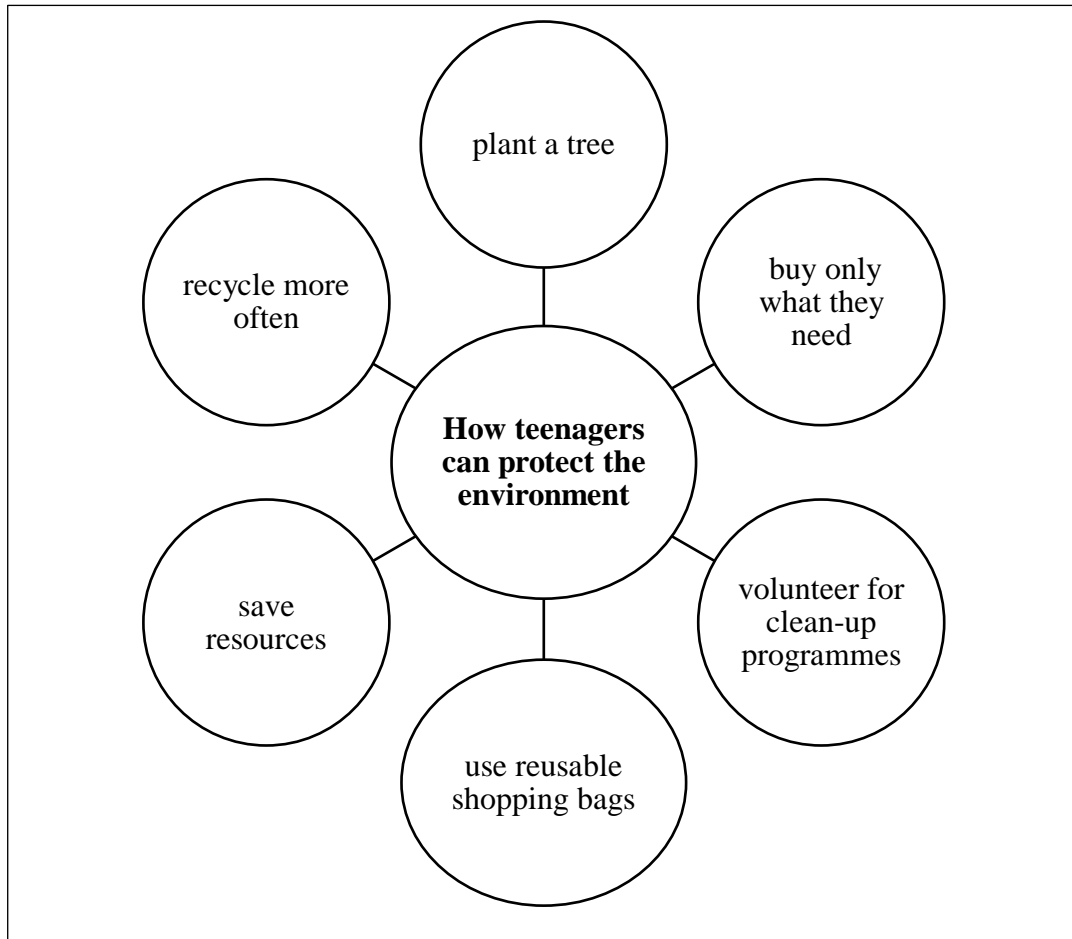 plant a tree
recycle more
often
buy only
what they
need
How teenagers
can protect the
environment
save
resources
volunteer for
clean-up
programmes
use reusable
shopping bags